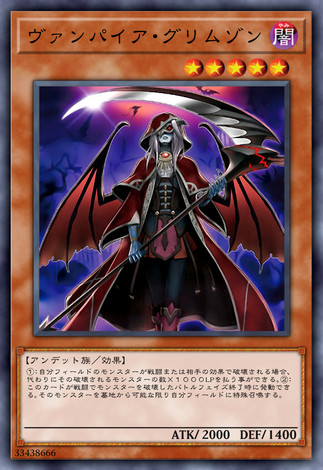 ヴァンパイア・グリムゾン
闇
やみ
【アンデット族／効果】
①:自分フィールドのモンスターが戦闘または相手の効果で破壊される場合、
代わりにその破壊されるモンスターの数×１０００LPを払う事ができる。②:
このカードが戦闘でモンスターを破壊したバトルフェイズ終了時に発動でき
る。そのモンスターを墓地から可能な限り自分フィールドに特殊召喚する。
ATK/2000 DEF/1400
33438666